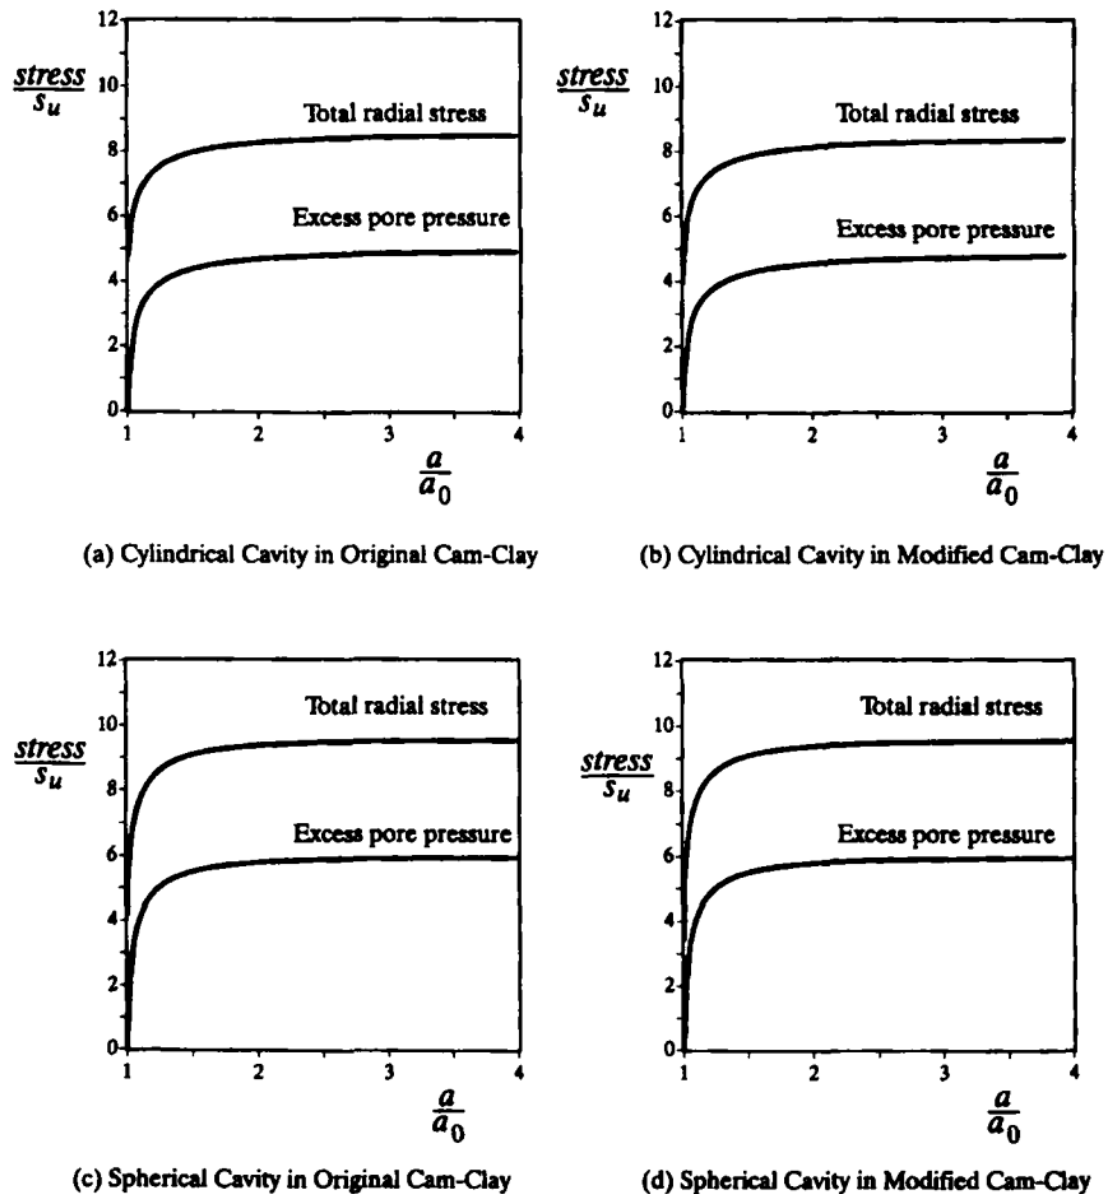 12
10
8
6
4
2
0
stress
s_u
Total radial stress
Excess pore pressure
1 2 3 4
a
a_0
(a) Cylindrical Cavity in Original Cam-Clay
12
10
8
6
4
2
0
stress
s_u
Total radial stress
Excess pore pressure
1 2 3 4
a
a_0
(b) Cylindrical Cavity in Modified Cam-Clay
12
10
8
6
4
2
0
stress
s_u
Total radial stress
Excess pore pressure
1 2 3 4
a
a_0
(c) Spherical Cavity in Original Cam-Clay
12
10
8
6
4
2
0
stress
s_u
Total radial stress
Excess pore pressure
1 2 3 4
a
a_0
(d) Spherical Cavity in Modified Cam-Clay